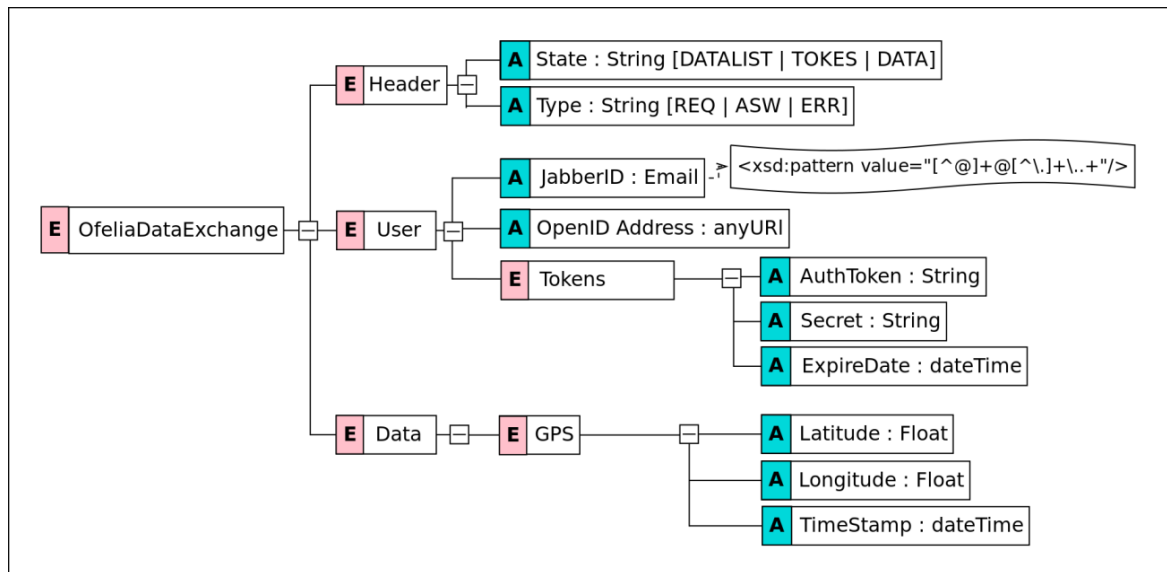 E Header
A State : String [DATALIST | TOKES | DATA]
A Type : String [REQ | ASW | ERR]
E OfeliaDataExchange
E User
A JabberID : Email
<xsd:pattern value="[^@]+@[^\.]+\..+"/>
A OpenID Address : anyURI
E Tokens
A AuthToken : String
A Secret : String
A ExpireDate : dateTime
E Data
E GPS
A Latitude : Float
A Longitude : Float
A TimeStamp : dateTime